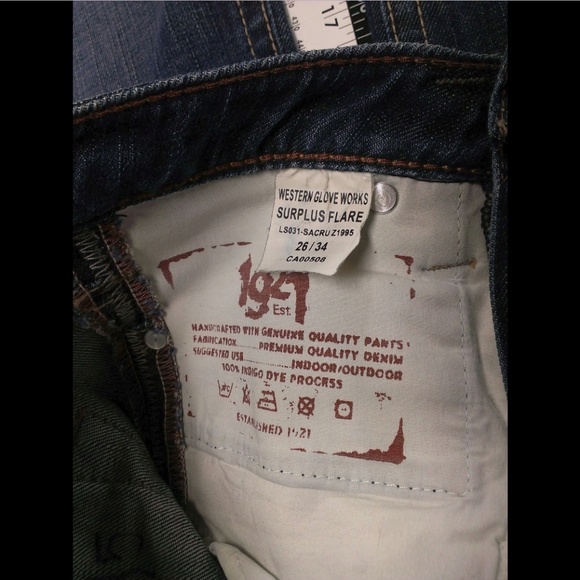 17
WESTERN GLOVE WORKS
SURPLUS FLARE
LS031-SACRUZ1995
26/34
CA00508
1921
Est.
HANDCRAFTED WITH GENUINE QUALITY PARTS
FABRICATION PREMIUM QUALITY DENIM
SUGGESTED USE INDOOR/OUTDOOR
100% INDIGO DYE PROCESS
ESTABLISHED 1921